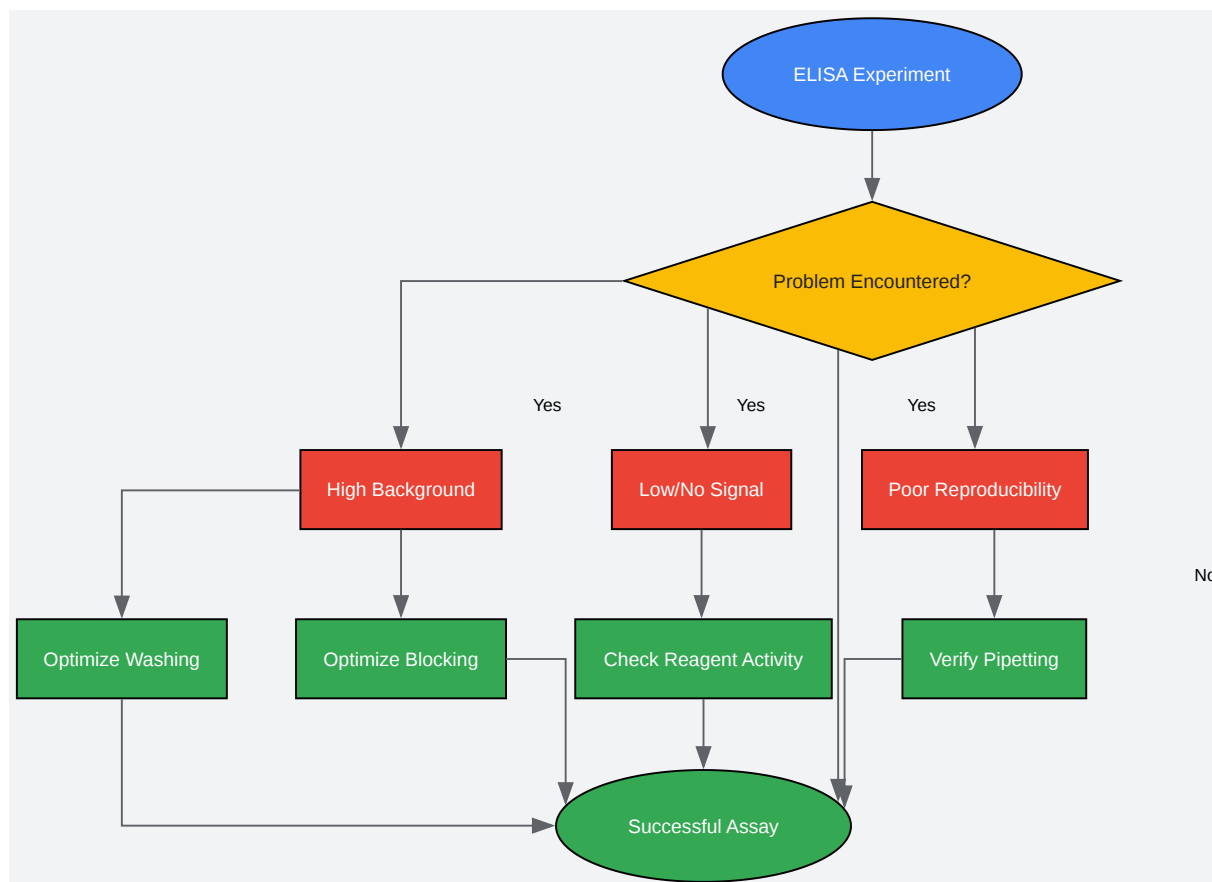 ELISA Experiment
Problem Encountered?
Yes
Yes
Yes
High Background
Low/No Signal
Poor Reproducibility
No
Optimize Washing
Optimize Blocking
Check Reagent Activity
Verify Pipetting
Successful Assay